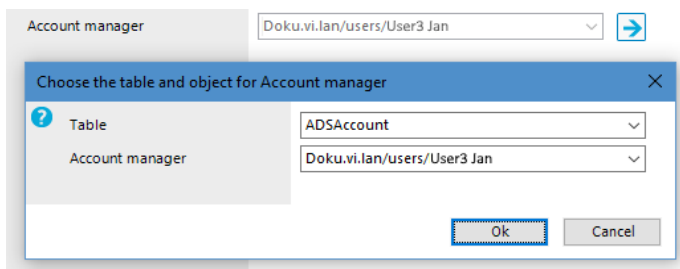 Account manager Doku.vi.lan/users/User3 Jan
Choose the table and object for Account manager
? Table ADSAccount
Account manager Doku.vi.lan/users/User3 Jan
Ok Cancel